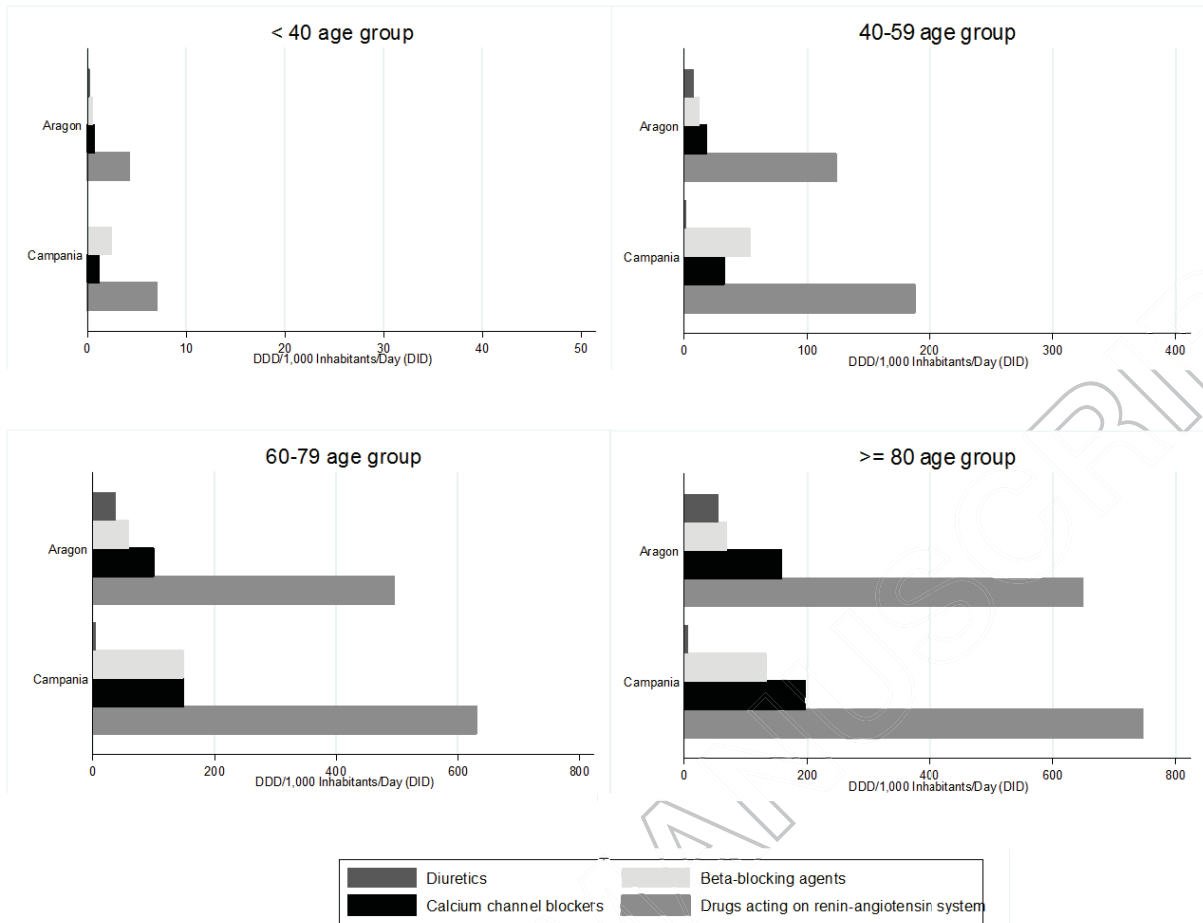 < 40 age group
Aragon
Campania
0 10 20 30 40 50
DDD/1,000 Inhabitants/Day (DID)
40-59 age group
Aragon
Campania
0 100 200 300 400
DDD/1,000 Inhabitants/Day (DID)
60-79 age group
Aragon
Campania
0 200 400 600 800
DDD/1,000 Inhabitants/Day (DID)
>= 80 age group
Aragon
Campania
0 200 400 600 800
DDD/1,000 Inhabitants/Day (DID)
Diuretics Beta-blocking agents
Calcium channel blockers Drugs acting on renin-angiotensin system